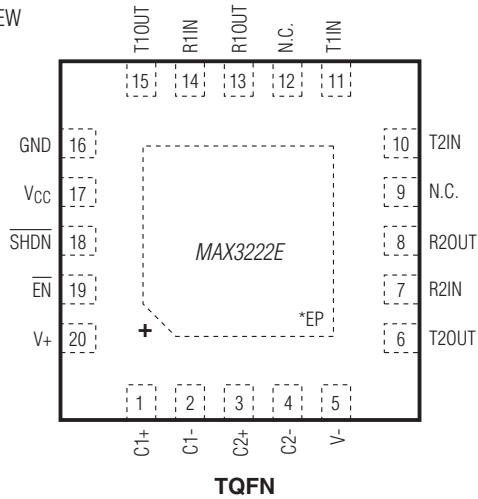 EW
T1OUT
R1IN
R1OUT
N.C.
T1IN
15 14 13 12 11
GND 16
VCC 17
SHDN 18
EN 19
V+ 20
10 T2IN
9 N.C.
8 R2OUT
7 R2IN
6 T2OUT
MAX3222E
*EP
+
1 2 3 4 5
C1+
C1-
C2+
C2-
V-
TQFN